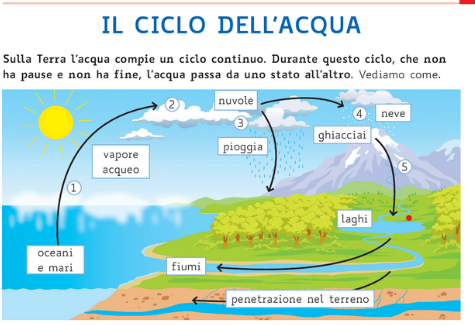 IL CICLO DELL'ACQUA
Sulla Terra l'acqua compie un ciclo continuo. Durante questo ciclo, che non
ha pause e non ha fine, l'acqua passa da uno stato all'altro. Vediamo come.
nuvole
2
3
4
neve
ghiacciai
pioggia
vapore
acqueo
5
1
laghi
oceani
e mari
fiumi
penetrazione nel terreno